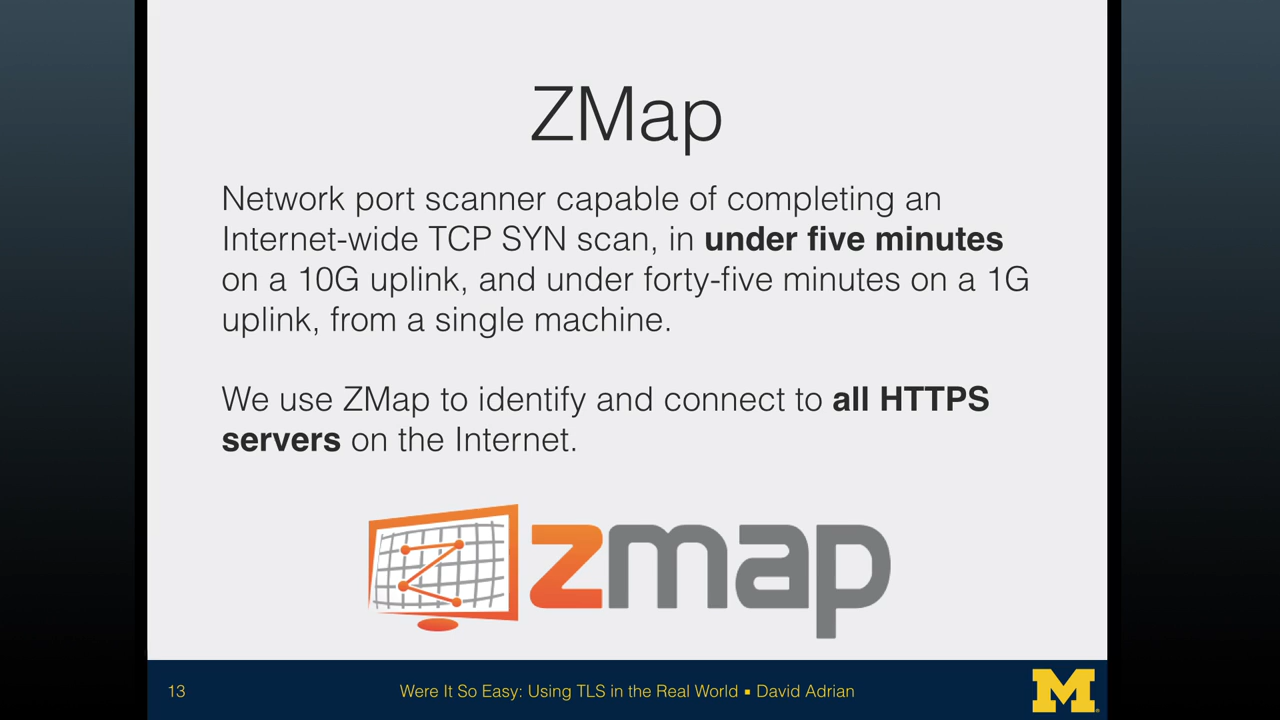 ZMap
Network port scanner capable of completing an
Internet-wide TCP SYN scan, in under five minutes
on a 10G uplink, and under forty-five minutes on a 1G
uplink, from a single machine.
We use ZMap to identify and connect to all HTTPS
servers on the Internet.
zmap
13
Were It So Easy: Using TLS in the Real World ▪ David Adrian
M